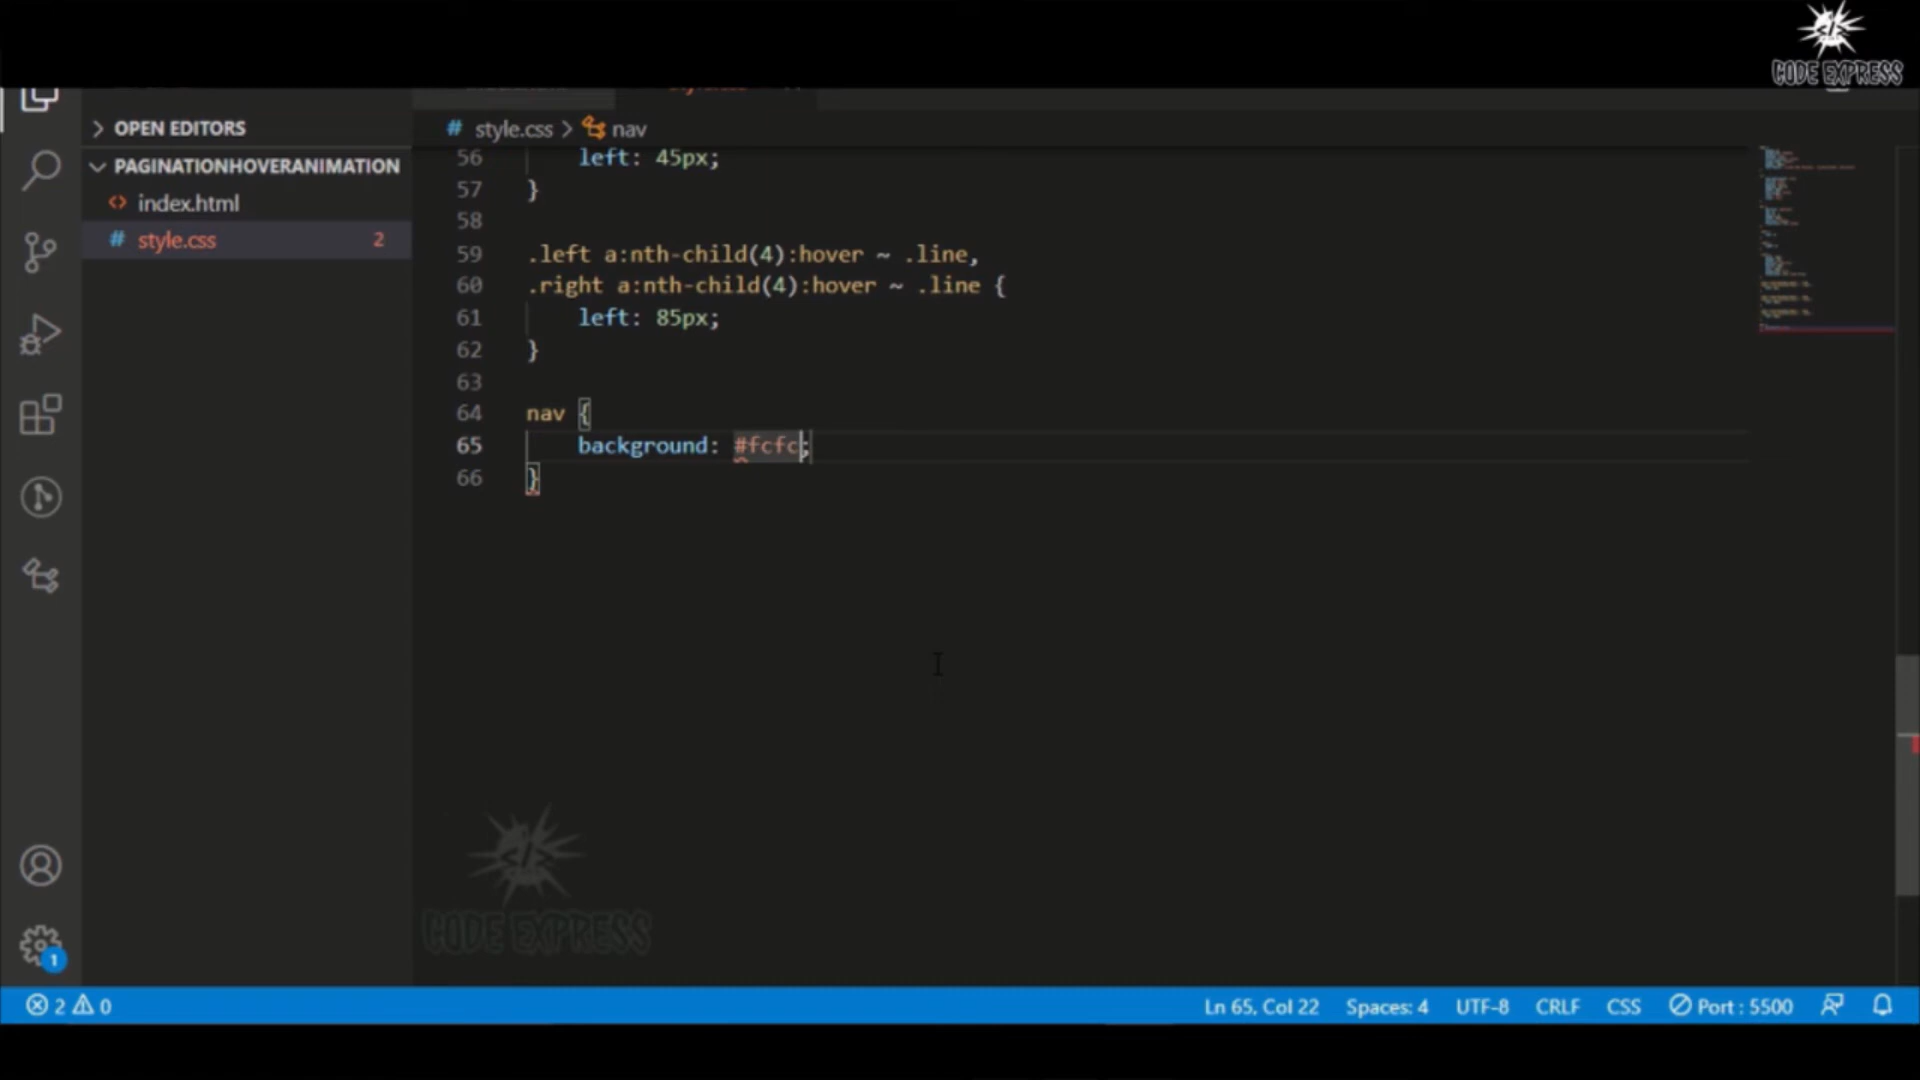 CODE EXPRESS
OPEN EDITORS
PAGINATIONHOVERANIMATION
index.html
style.css 2
# style.css > nav
56 left: 45px;
57 }
58
59 .left a:nth-child(4):hover ~ .line,
60 .right a:nth-child(4):hover ~ .line {
61 left: 85px;
62 }
63
64 nav {
65 background: #fcfc;
66 }
CODE EXPRESS
1
2 0 Ln 65, Col 22 Spaces: 4 UTF-8 CRLF CSS Port : 5500